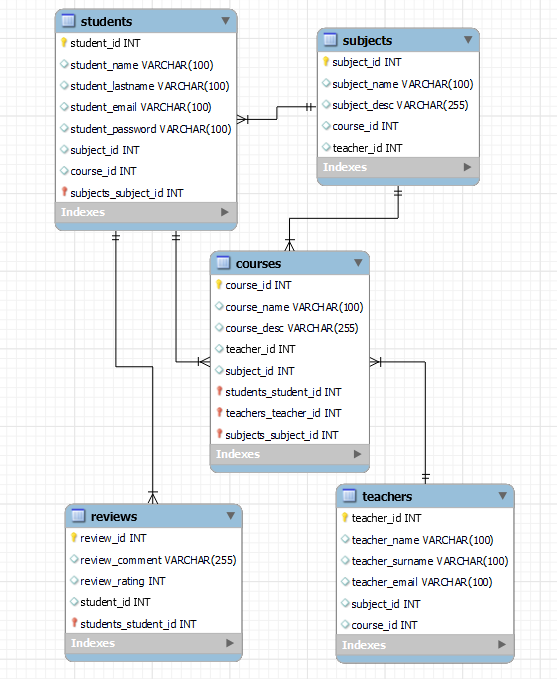 students
student_id INT
student_name VARCHAR(100)
student_lastname VARCHAR(100)
student_email VARCHAR(100)
student_password VARCHAR(100)
subject_id INT
course_id INT
subjects_subject_id INT
Indexes
subjects
subject_id INT
subject_name VARCHAR(100)
subject_desc VARCHAR(255)
course_id INT
teacher_id INT
Indexes
courses
course_id INT
course_name VARCHAR(100)
course_desc VARCHAR(255)
teacher_id INT
subject_id INT
students_student_id INT
teachers_teacher_id INT
subjects_subject_id INT
Indexes
reviews
review_id INT
review_comment VARCHAR(255)
review_rating INT
student_id INT
students_student_id INT
Indexes
teachers
teacher_id INT
teacher_name VARCHAR(100)
teacher_surname VARCHAR(100)
teacher_email VARCHAR(100)
subject_id INT
course_id INT
Indexes